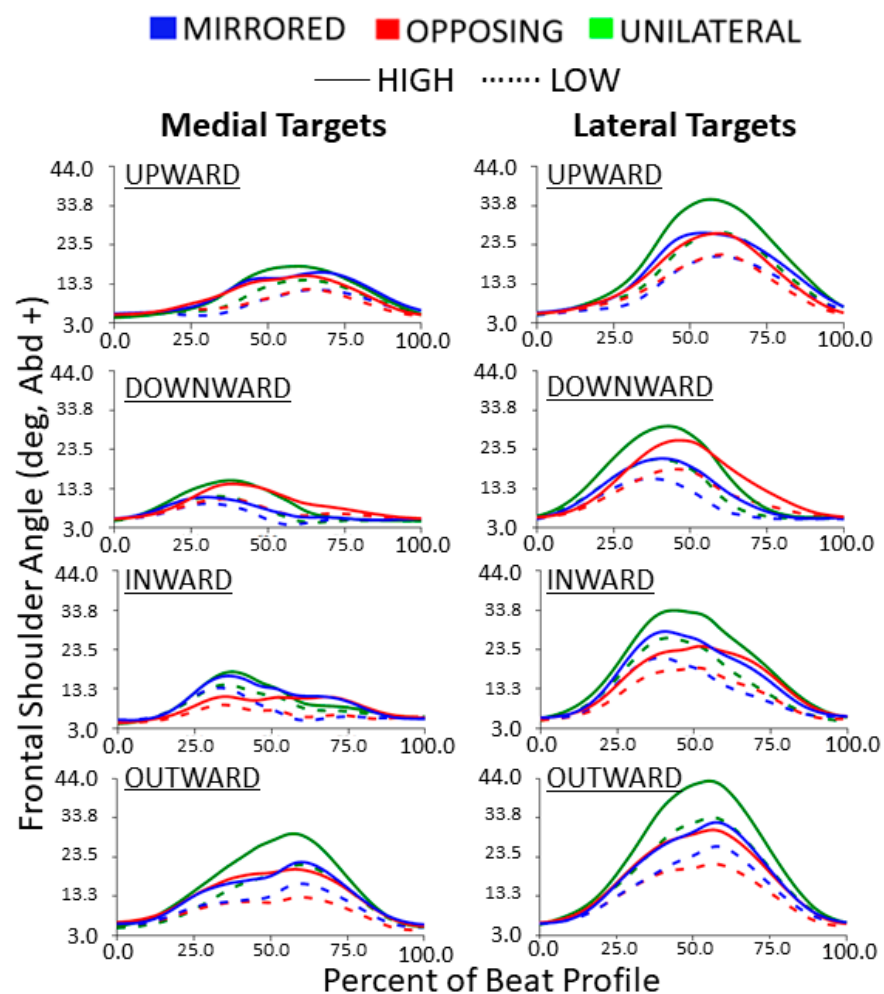 MIRRORED OPPOSING UNILATERAL
HIGH LOW
Medial Targets Lateral Targets
Frontal Shoulder Angle (deg, Abd +)
UPWARD
44.0
33.8
23.5
13.3
3.0
0.0 25.0 50.0 75.0 100.0
UPWARD
44.0
33.8
23.5
13.3
3.0
0.0 25.0 50.0 75.0 100.0
DOWNWARD
44.0
33.8
23.5
13.3
3.0
0.0 25.0 75.0 100.0
DOWNWARD
44.0
33.8
23.5
13.3
3.0
0.0 25.0 50.0 75.0 100.0
INWARD
44.0
33.8
23.5
13.3
3.0
0.0 25.0 50.0 75.0 100.0
INWARD
44.0
33.8
23.5
13.3
3.0
0.0 25.0 50.0 75.0 100.0
OUTWARD
44.0
33.8
23.5
13.3
3.0
0.0 25.0 50.0 75.0 100.0
OUTWARD
44.0
33.8
23.5
13.3
3.0
0.0 25.0 50.0 75.0 100.0
Percent of Beat Profile